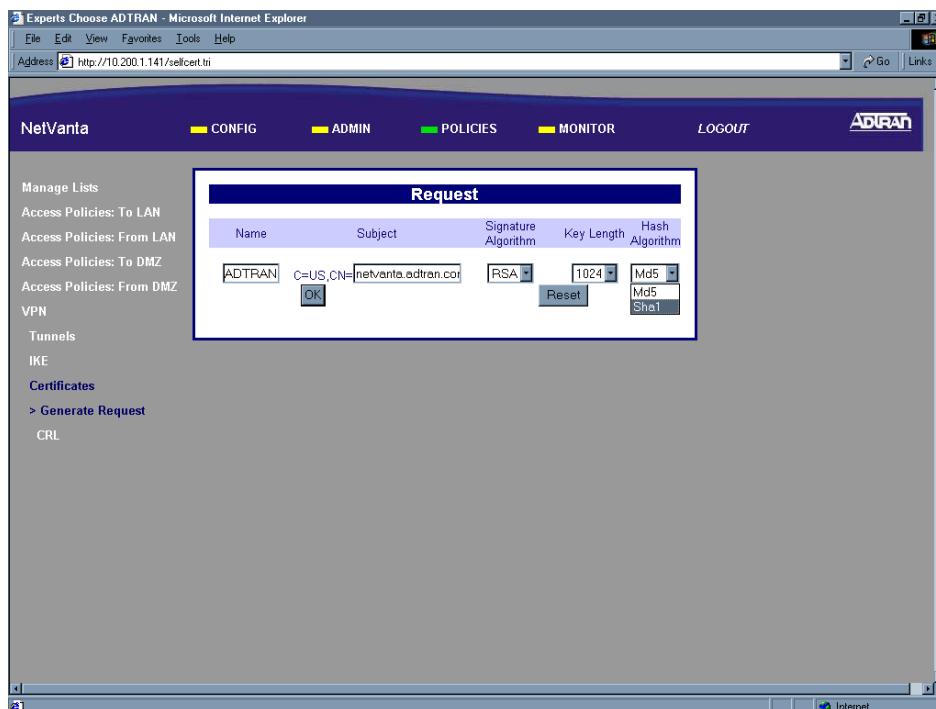 Experts Choose ADTRAN - Microsoft Internet Explorer
File Edit View Favorites Tools Help
Address http://10.200.1.141/selfcert.tri Go Links
NetVanta CONFIG ADMIN POLICIES MONITOR LOGOUT ADTRAN
Manage Lists
Access Policies: To LAN
Access Policies: From LAN
Access Policies: To DMZ
Access Policies: From DMZ
VPN
Tunnels
IKE
Certificates
> Generate Request
CRL
Request
Name Subject Signature Algorithm Key Length Hash Algorithm
ADTRAN C=US,CN=netvanta.adtran.cor RSA 1024 Md5
OK Reset Md5
Sha1
Internet